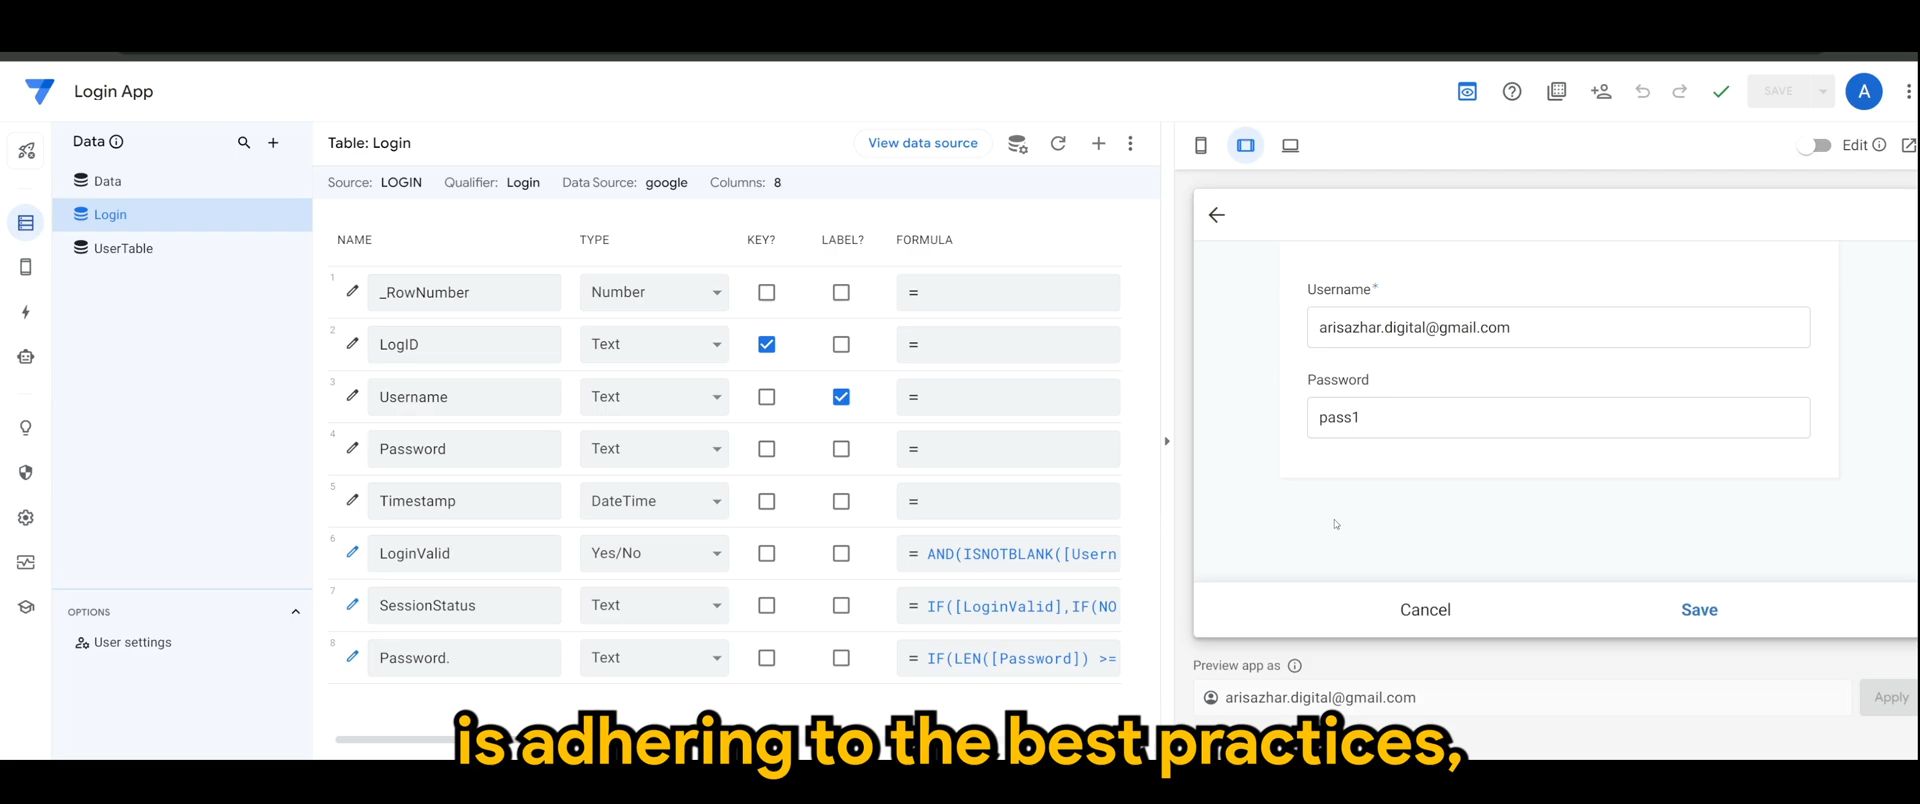 Login App
SAVE
A
Data
Data
Login
UserTable
OPTIONS
User settings
Table: Login
View data source
Source: LOGIN Qualifier: Login Data Source: google Columns: 8
NAME TYPE KEY? LABEL? FORMULA
1 _RowNumber Number =
2 LogID Text =
3 Username Text =
4 Password Text =
5 Timestamp DateTime =
6 LoginValid Yes/No = AND(ISNOTBLANK([Usern
7 SessionStatus Text = IF([LoginValid],IF(NO
8 Password. Text = IF(LEN([Password]) >=
Edit
Username*
arisazhar.digital@gmail.com
Password
pass1
Cancel Save
Preview app as
arisazhar.digital@gmail.com
Apply
is adhering to the best practices,